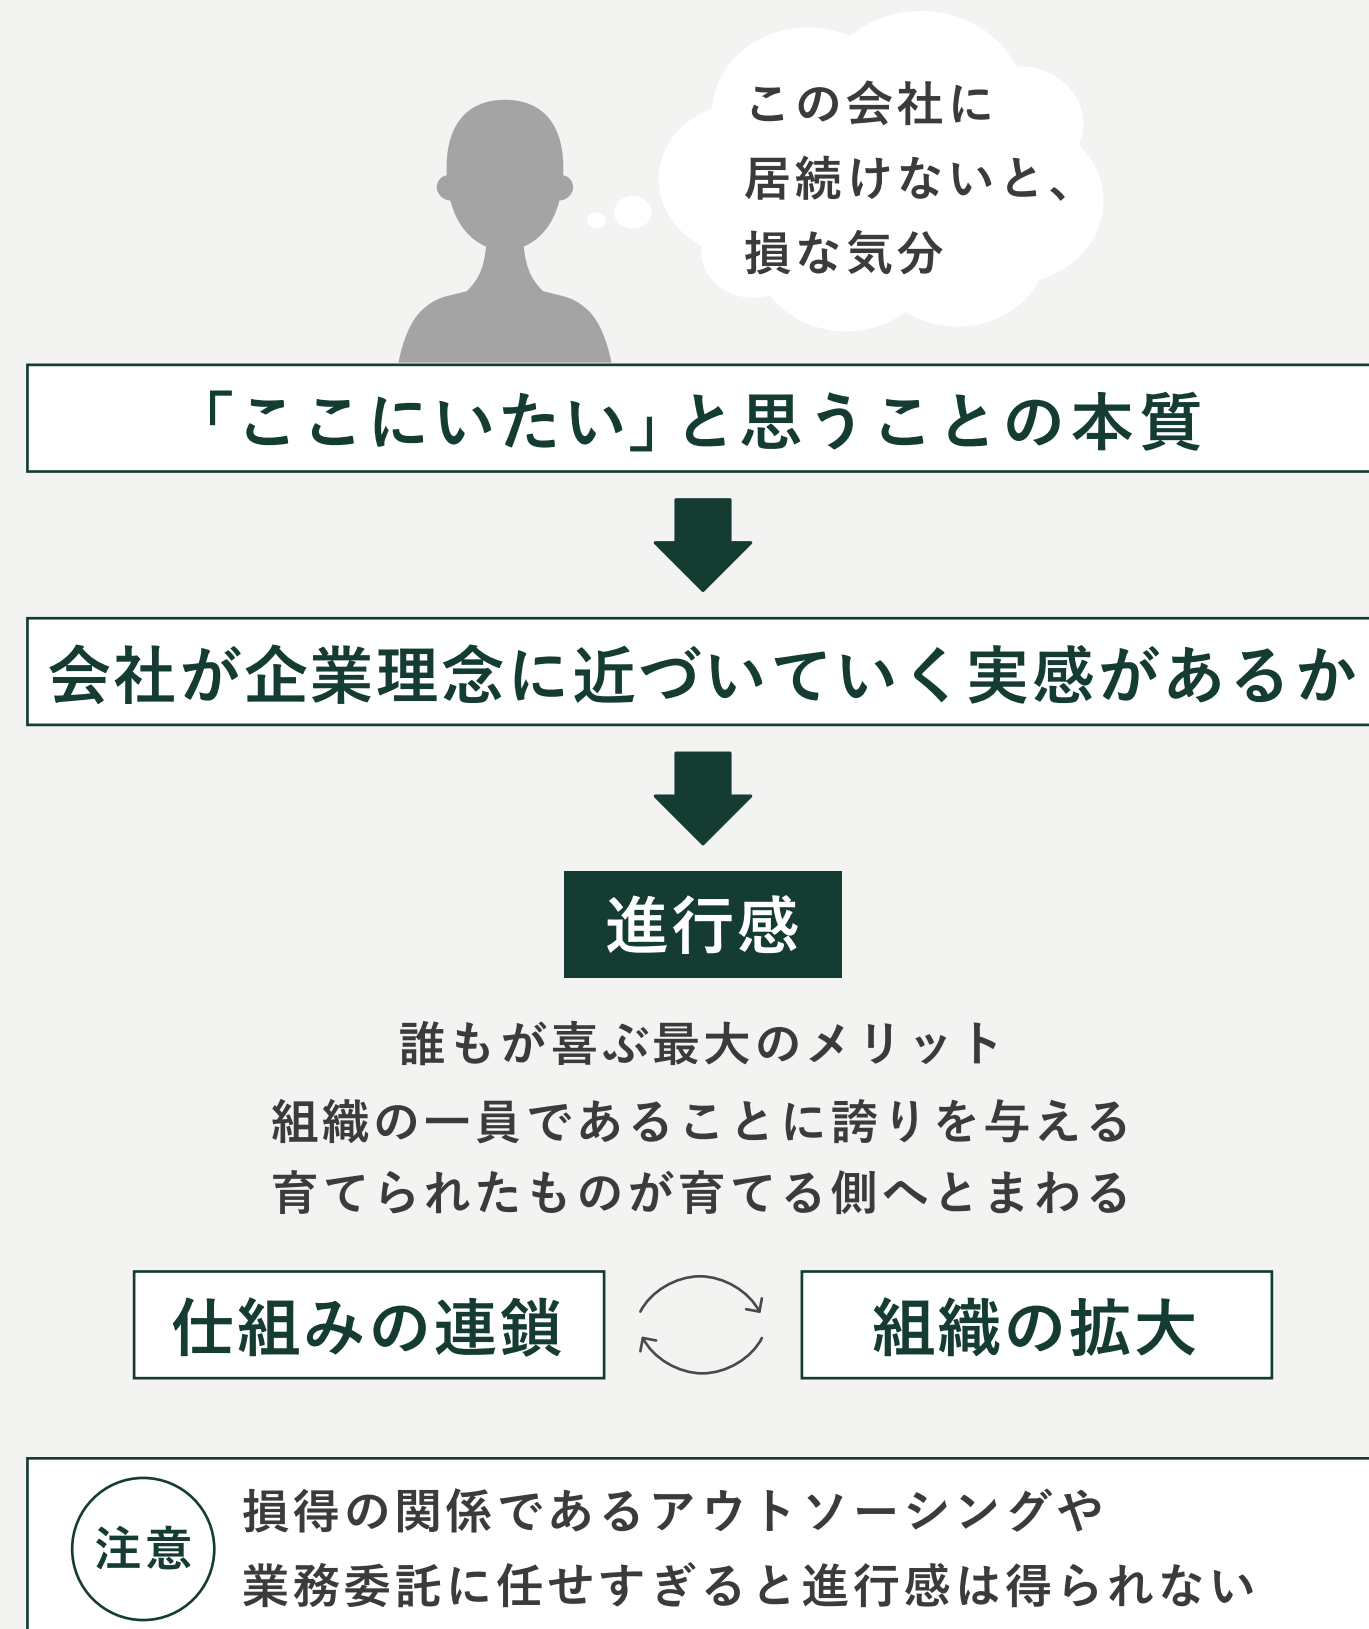 この会社に
居続けないと、
損な気分
「ここにいたい」と思うことの本質
会社が企業理念に近づいていく実感があるか
進行感
誰もが喜ぶ最大のメリット
組織の一員であることに誇りを与える
育てられたものが育てる側へとまわる
仕組みの連鎖
組織の拡大
注意
損得の関係であるアウトソーシングや
業務委託に任せすぎると進行感は得られない